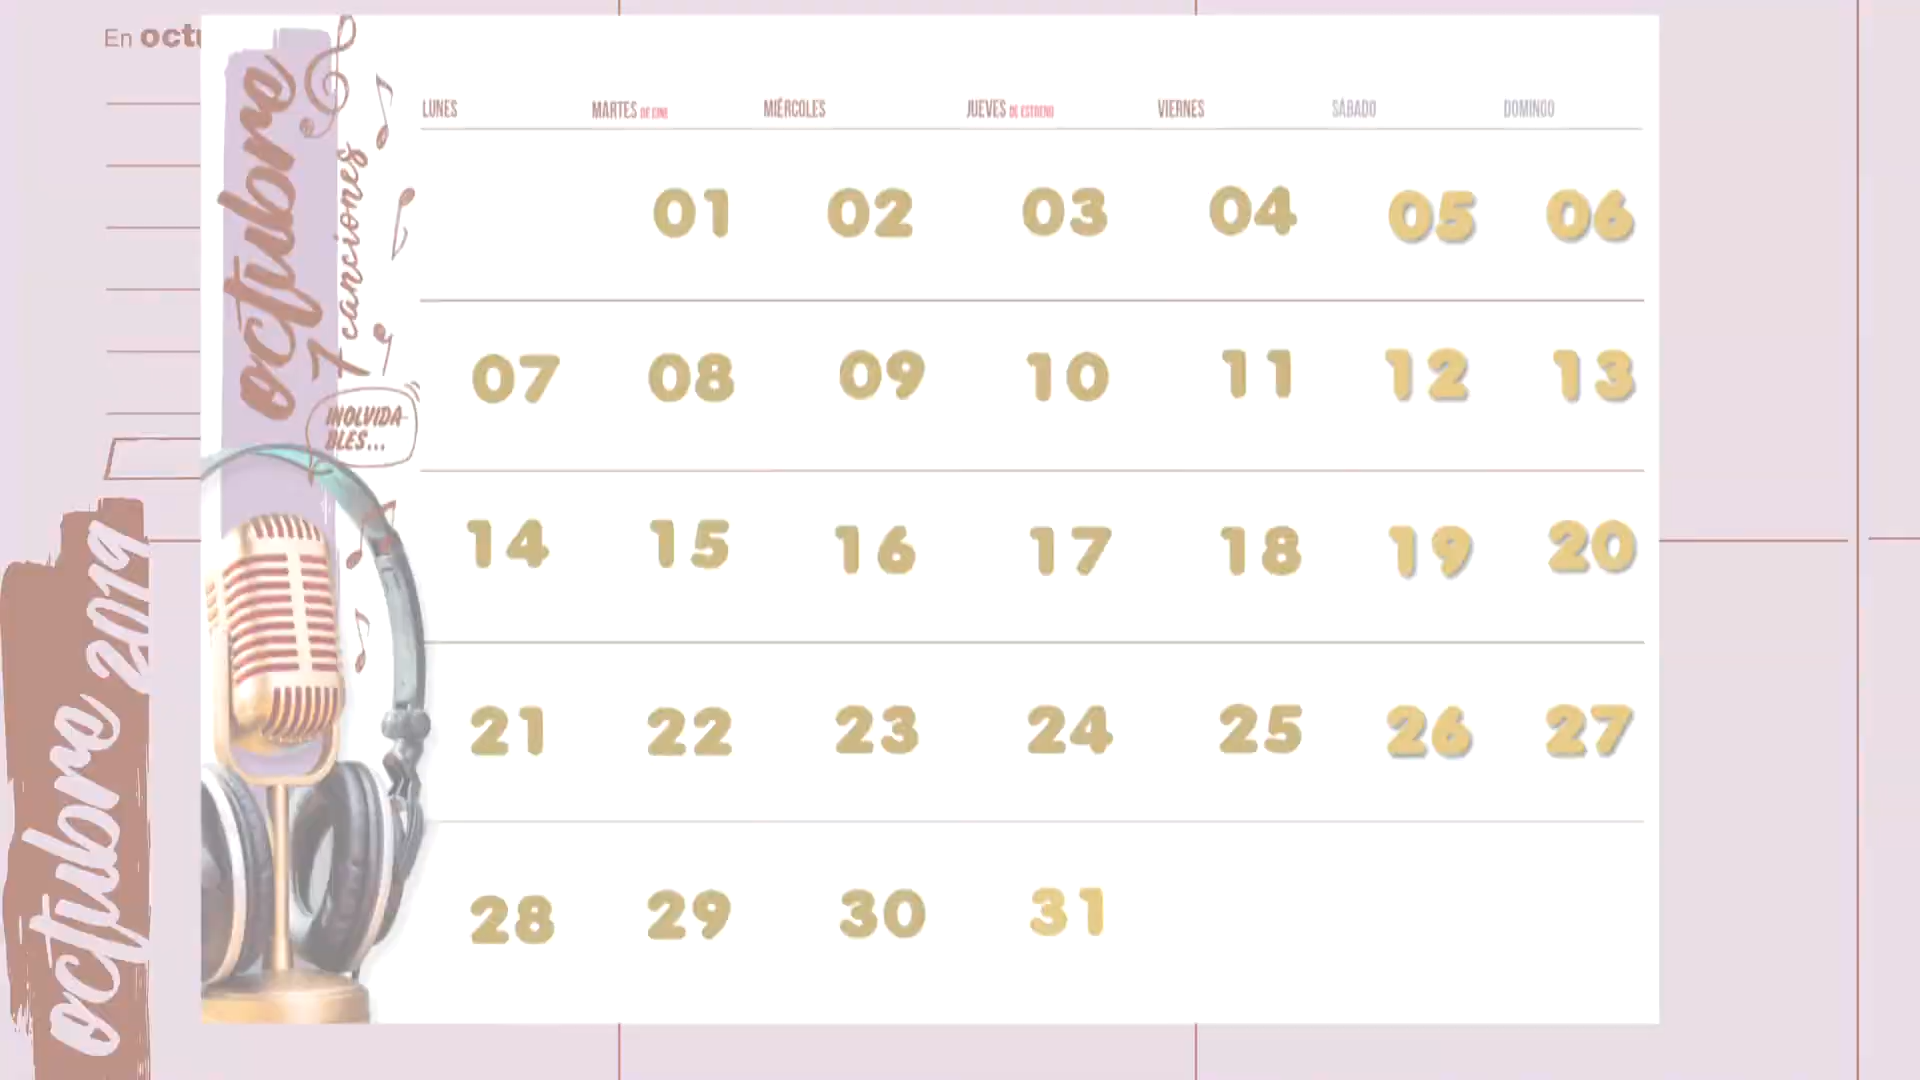 En octu
octubre
7 canciones
INOLVIDA
BLES...
octubre 2019
LUNES MARTES DE CINE MIÉRCOLES JUEVES DE ESTRENO VIERNES SÁBADO DOMINGO
01 02 03 04 05 06
07 08 09 10 11 12 13
14 15 16 17 18 19 20
21 22 23 24 25 26 27
28 29 30 31